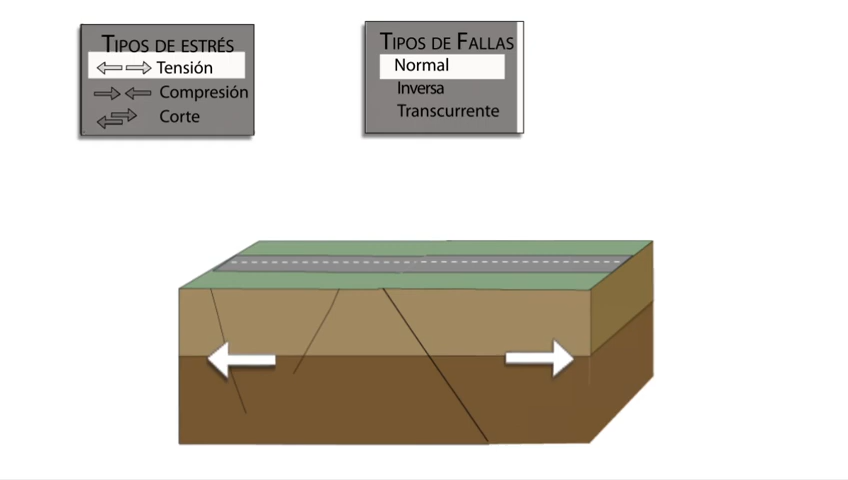 TIPOS DE ESTRÉS
Tensión
Compresión
Corte
TIPOS DE FALLAS
Normal
Inversa
Transcurrente